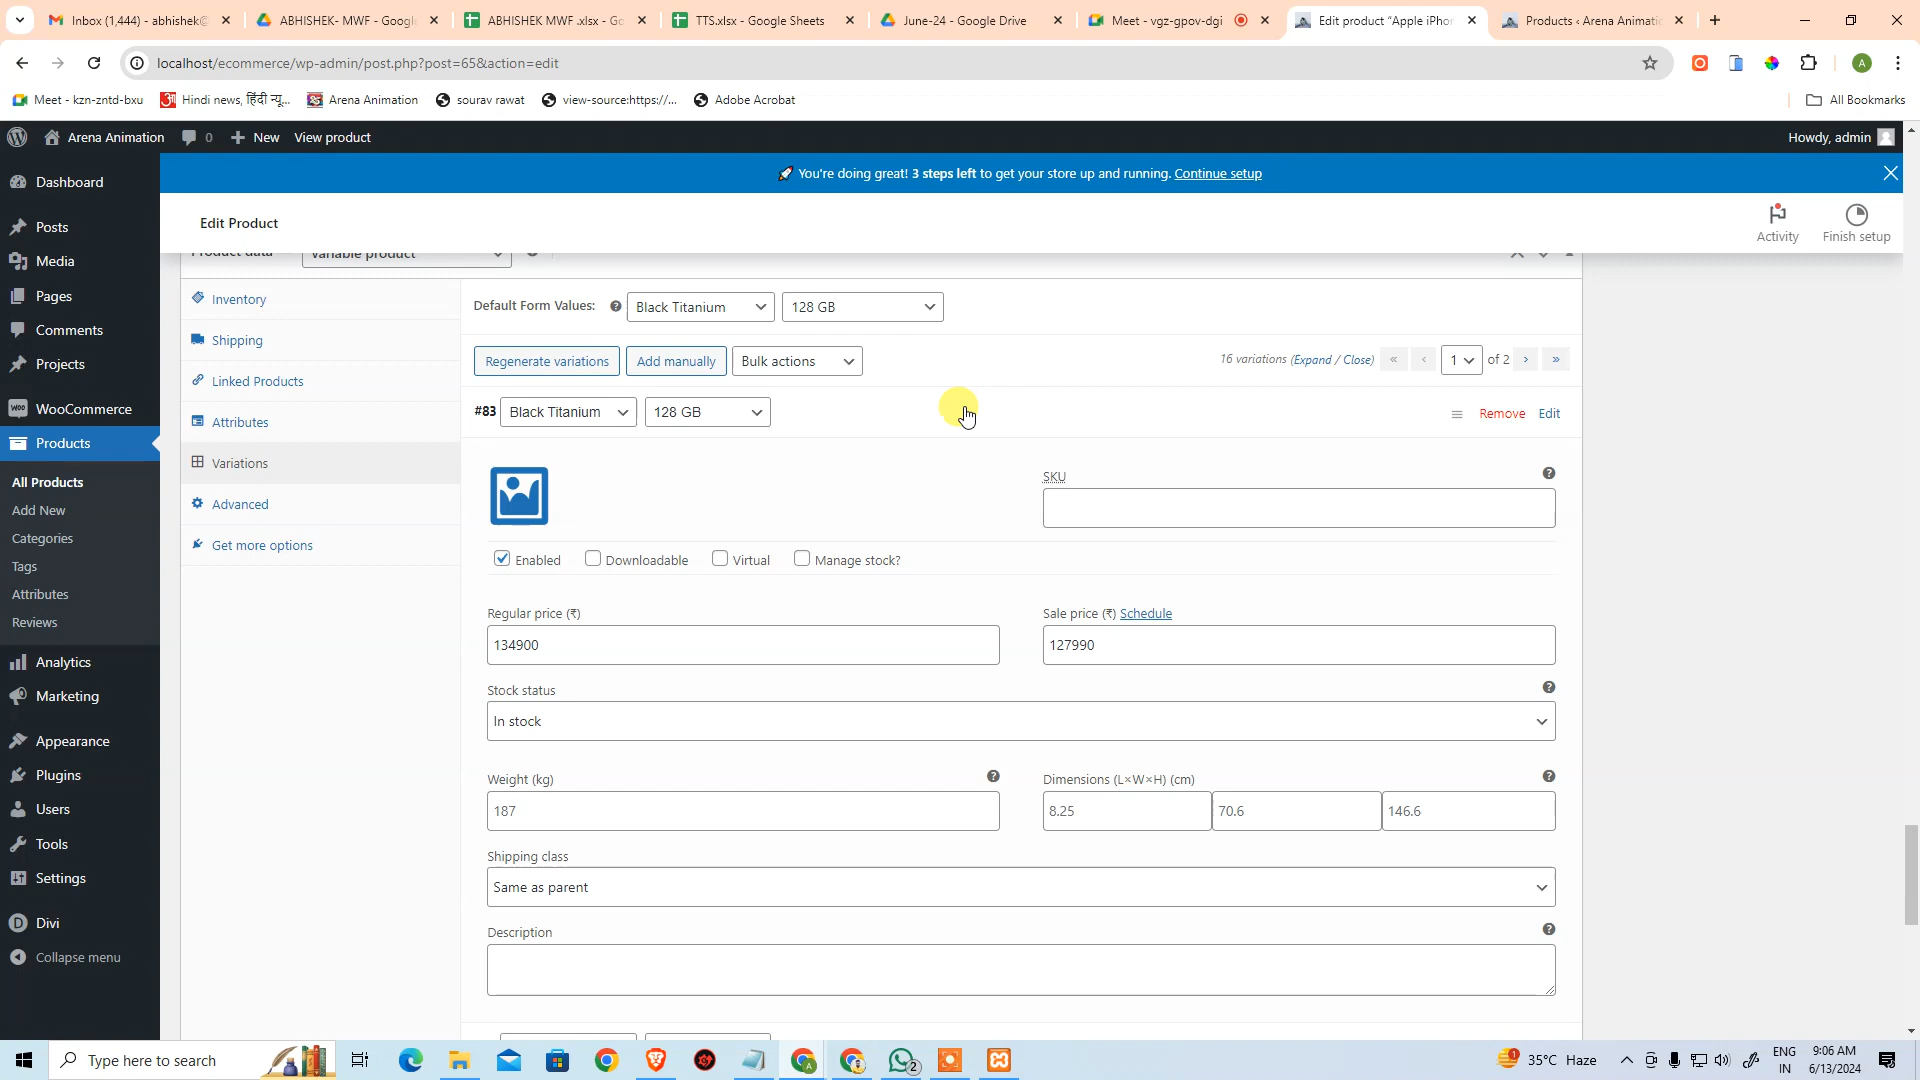 Inbox (1,444) - abhishek@
ABHISHEK- MWF - Google
ABHISHEK MWF .xlsx - Go
TTS.xlsx - Google Sheets
June-24 - Google Drive
Meet - vgz-gpov-dgi
Edit product "Apple iPho
Products ‹ Arena Animati
localhost/ecommerce/wp-admin/post.php?post=65&action=edit
Meet - kzn-zntd-bxu
Hindi news, हिंदी न्यू...
Arena Animation
sourav rawat
view-source:https://...
Adobe Acrobat
All Bookmarks
Arena Animation
0
New
View product
Howdy, admin
Dashboard
Posts
Media
Pages
Comments
Projects
WooCommerce
Products
All Products
Add New
Categories
Tags
Attributes
Reviews
Analytics
Marketing
Appearance
Plugins
Users
Tools
Settings
Divi
Collapse menu
You're doing great! 3 steps left to get your store up and running. Continue setup
Edit Product
Activity
Finish setup
Product data
Variable product
Inventory
Shipping
Linked Products
Attributes
Variations
Advanced
Get more options
Default Form Values:
Black Titanium
128 GB
Regenerate variations
Add manually
Bulk actions
16 variations (Expand / Close)
« ‹ 1 of 2 › »
#83
Black Titanium
128 GB
Remove
Edit
SKU
Enabled
Downloadable
Virtual
Manage stock?
Regular price (₹)
134900
Sale price (₹) Schedule
127990
Stock status
In stock
Weight (kg)
187
Dimensions (L×W×H) (cm)
8.25
70.6
146.6
Shipping class
Same as parent
Description
Type here to search
2
35°C Haze
ENG
IN
9:06 AM
6/13/2024